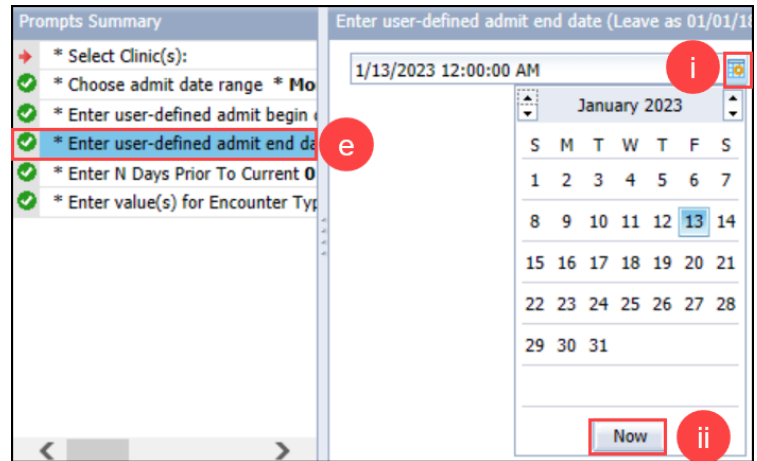 Prompts Summary
* Select Clinic(s):
* Choose admit date range * Mo
* Enter user-defined admit begin
* Enter user-defined admit end da
* Enter N Days Prior To Current 0
* Enter value(s) for Encounter Typ
e
Enter user-defined admit end date (Leave as 01/01/18
1/13/2023 12:00:00 AM
i
January 2023
S M T W T F S
1 2 3 4 5 6 7
8 9 10 11 12 13 14
15 16 17 18 19 20 21
22 23 24 25 26 27 28
29 30 31
Now
ii